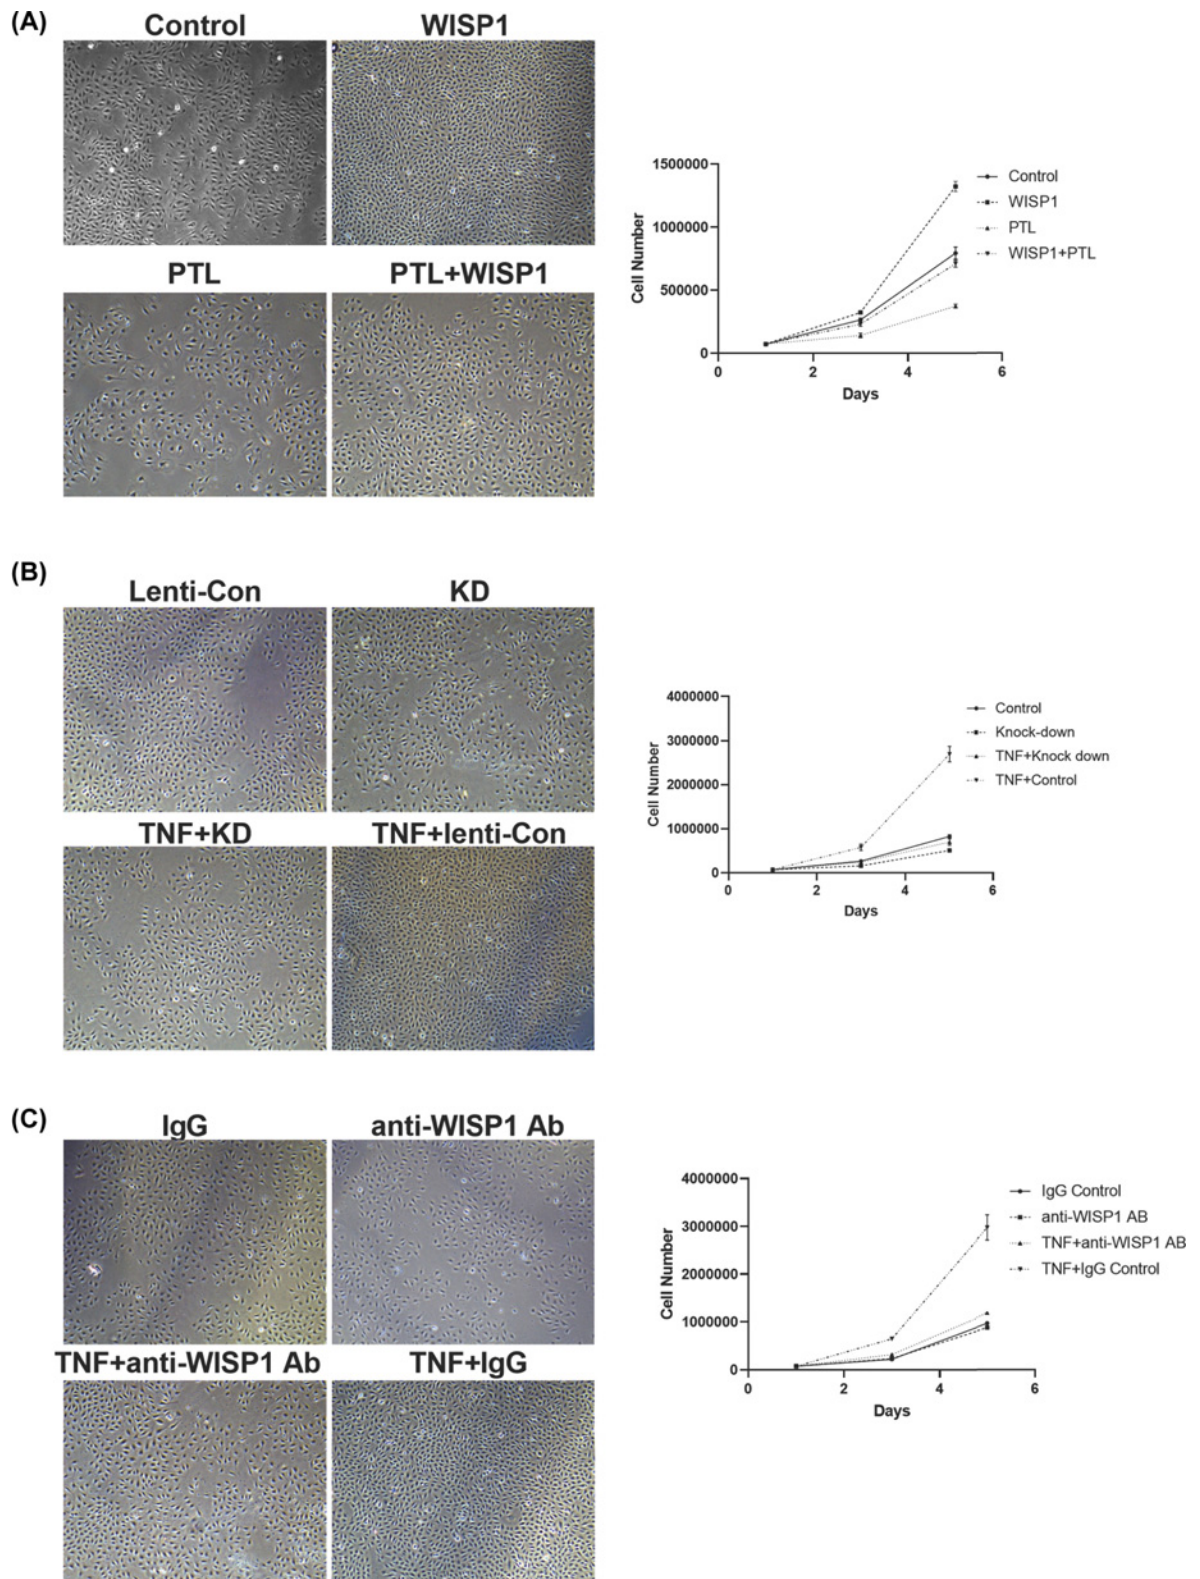 (A)
Control WISP1
PTL PTL+WISP1
1500000
1000000
500000
0
0 2 4 6
Cell Number
Days
Control
WISP1
PTL
WISP1+PTL
(B)
Lenti-Con KD
TNF+KD TNF+lenti-Con
4000000
3000000
2000000
1000000
0
0 2 4 6
Cell Number
Days
Control
Knock-down
TNF+Knock down
TNF+Control
(C)
IgG anti-WISP1 Ab
TNF+anti-WISP1 Ab TNF+IgG
4000000
3000000
2000000
1000000
0
0 2 4 6
Cell Number
Days
IgG Control
anti-WISP1 AB
TNF+anti-WISP1 AB
TNF+IgG Control